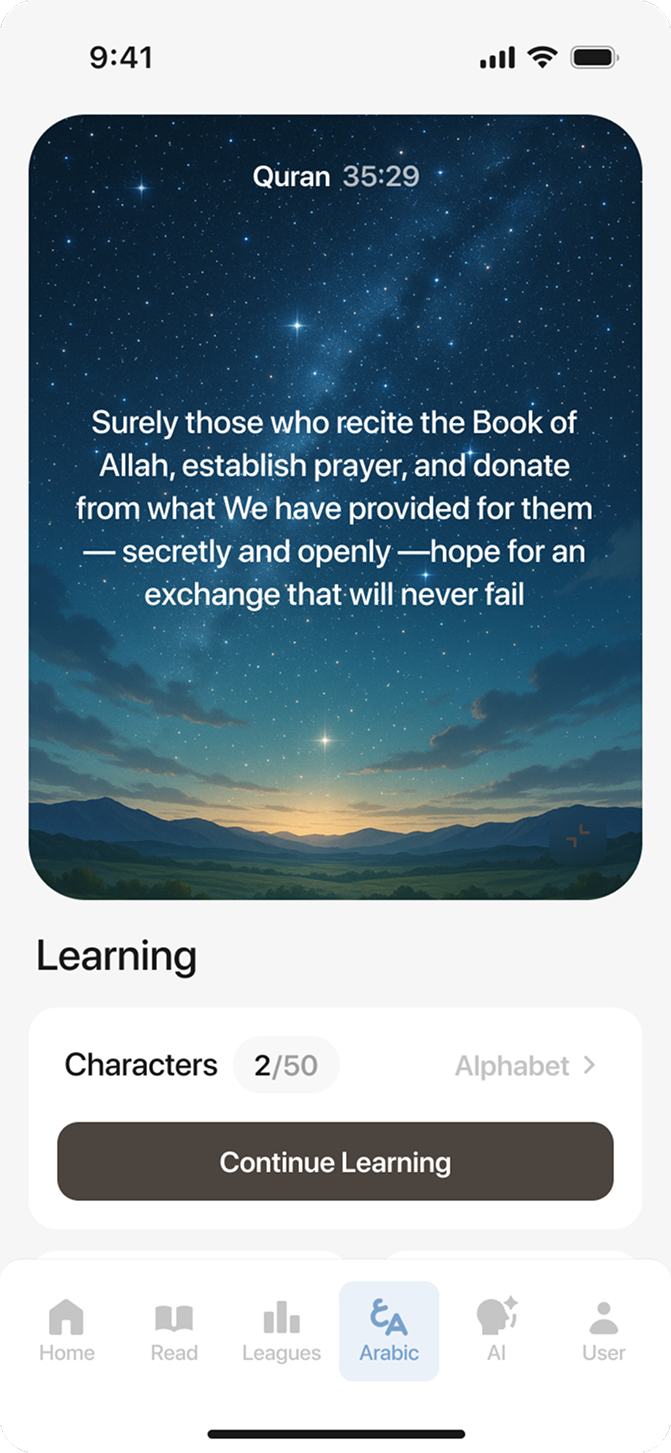 9:41
Quran 35:29
Surely those who recite the Book of
Allah, establish prayer, and donate
from what We have provided for them
— secretly and openly —hope for an
exchange that will never fail
Learning
Characters 2/50 Alphabet
Continue Learning
Home Read Leagues Arabic AI User